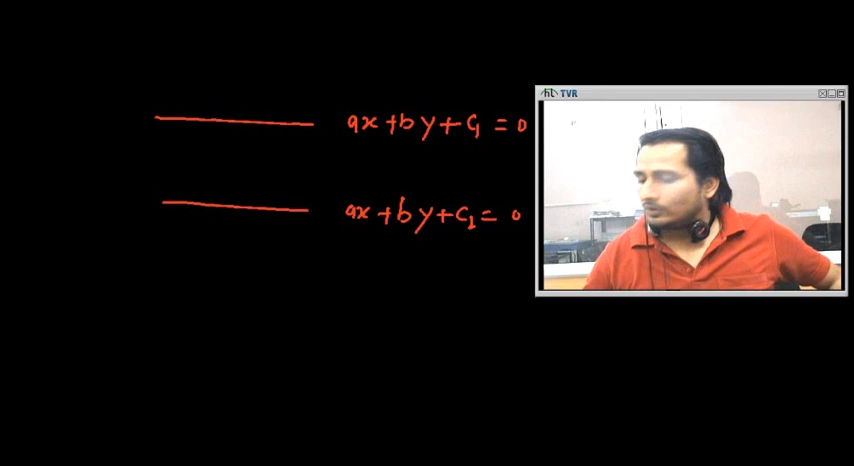 ax + by + c₁ = 0
TVR
ax + by + c₂ = 0